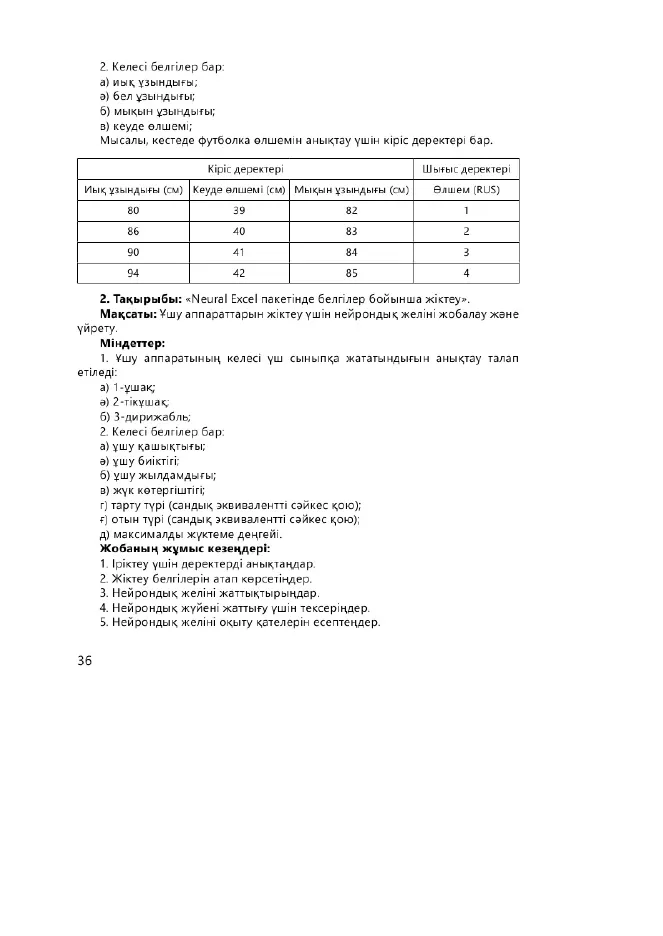 2. Келесі белгілер бар:
а) иық ұзындығы;
ә) бел ұзындығы;
б) мықын ұзындығы;
в) кеуде өлшемі;
Мысалы, кестеде футболка өлшемін анықтау үшін кіріс деректері бар.
Кіріс деректері Шығыс деректері
Иық ұзындығы (см) Кеуде өлшемі (см) Мықын ұзындығы (см) Өлшем (RUS)
80 39 82 1
86 40 83 2
90 41 84 3
94 42 85 4
2. Тақырыбы: «Neural Excel пакетінде белгілер бойынша жіктеу».
Мақсаты: Ұшу аппараттарын жіктеу үшін нейрондық желіні жобалау және
үйрету.
Міндеттер:
1. Ұшу аппаратының келесі үш сыныпқа жататындығын анықтау талап
етіледі:
а) 1-ұшақ;
ә) 2-тікұшақ;
б) 3-дирижабль;
2. Келесі белгілер бар:
а) ұшу қашықтығы;
ә) ұшу биіктігі;
б) ұшу жылдамдығы;
в) жүк көтергіштігі;
г) тарту түрі (сандық эквивалентті сәйкес қою);
ғ) отын түрі (сандық эквивалентті сәйкес қою);
д) максималды жүктеме деңгейі.
Жобаның жұмыс кезеңдері:
1. Іріктеу үшін деректерді анықтаңдар.
2. Жіктеу белгілерін атап көрсетіңдер.
3. Нейрондық желіні жаттықтырыңдар.
4. Нейрондық жүйені жаттығу үшін тексеріңдер.
5. Нейрондық желіні оқыту қателерін есептеңдер.
36